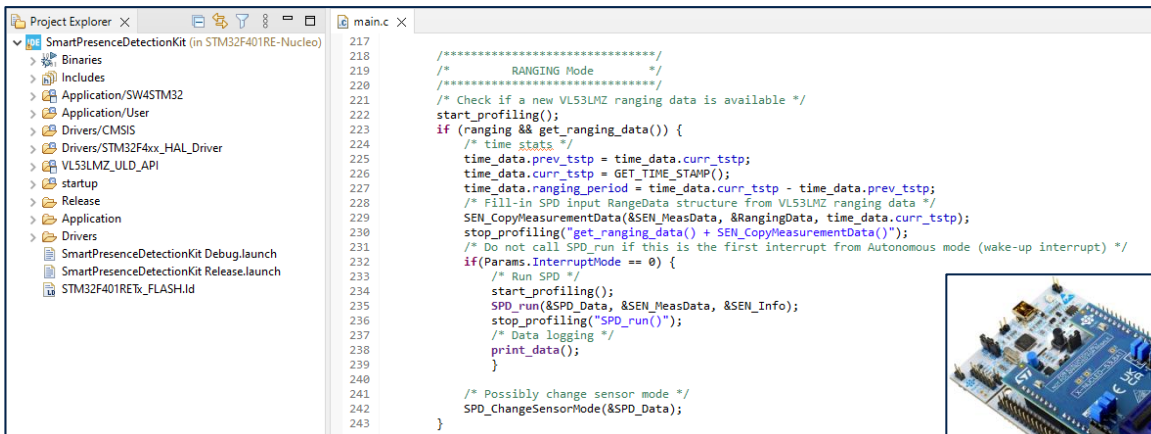 Project Explorer
SmartPresenceDetectionKit (in STM32F401RE-Nucleo)
Binaries
Includes
Application/SW4STM32
Application/User
Drivers/CMSIS
Drivers/STM32F4xx_HAL_Driver
VL53LMZ_ULD_API
startup
Release
Application
Drivers
SmartPresenceDetectionKit Debug.launch
SmartPresenceDetectionKit Release.launch
STM32F401RETx_FLASH.ld
main.c
217
218 /******************************/
219 /* RANGING Mode */
220 /******************************/
221 /* Check if a new VL53LMZ ranging data is available */
222 start_profiling();
223 if (ranging && get_ranging_data()) {
224 /* time stats */
225 time_data.prev_tstp = time_data.curr_tstp;
226 time_data.curr_tstp = GET_TIME_STAMP();
227 time_data.ranging_period = time_data.curr_tstp - time_data.prev_tstp;
228 /* Fill-in SPD input RangeData structure from VL53LMZ ranging data */
229 SEN_CopyMeasurementData(&SEN_MeasData, &RangingData, time_data.curr_tstp);
230 stop_profiling("get_ranging_data() + SEN_CopyMeasurementData()");
231 /* Do not call SPD_run if this is the first interrupt from Autonomous mode (wake-up interrupt) */
232 if(Params.InterruptMode == 0) {
233 /* Run SPD */
234 start_profiling();
235 SPD_run(&SPD_Data, &SEN_MeasData, &SEN_Info);
236 stop_profiling("SPD_run()");
237 /* Data logging */
238 print_data();
239 }
240
241 /* Possibly change sensor mode */
242 SPD_ChangeSensorMode(&SPD_Data);
243 }